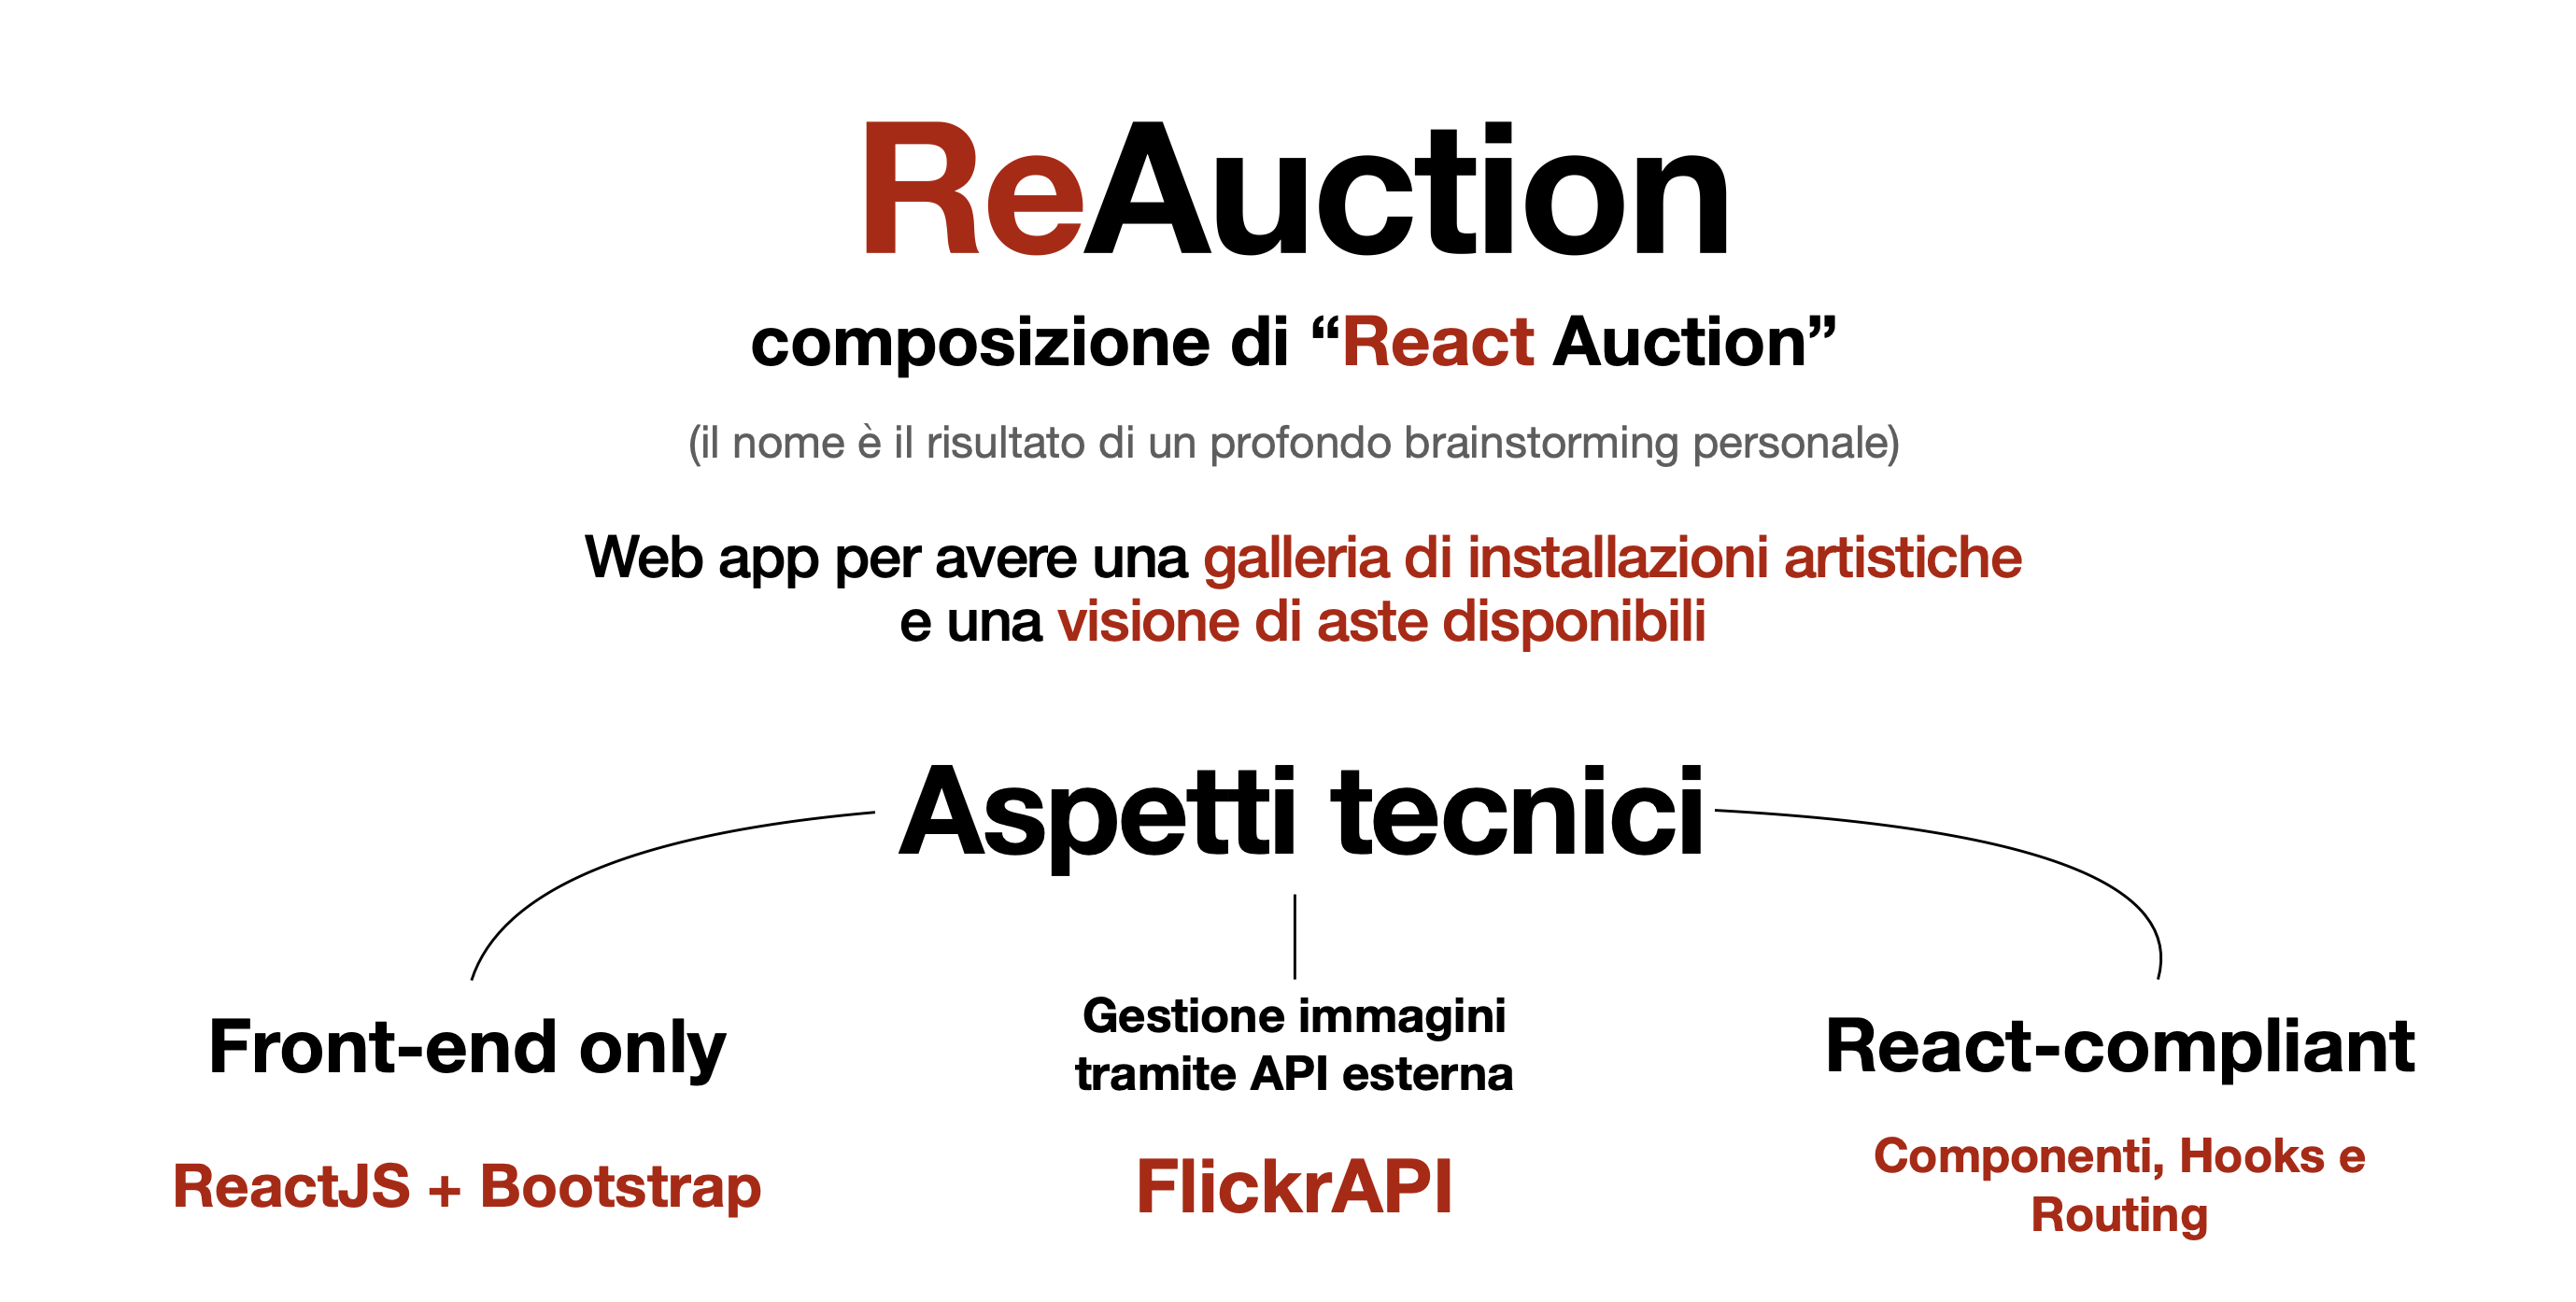 ReAuction
composizione di “React Auction”
(il nome è il risultato di un profondo brainstorming personale)
Web app per avere una galleria di installazioni artistiche
e una visione di aste disponibili
Aspetti tecnici
Front-end only
ReactJS + Bootstrap
Gestione immagini
tramite API esterna
FlickrAPI
React-compliant
Componenti, Hooks e
Routing